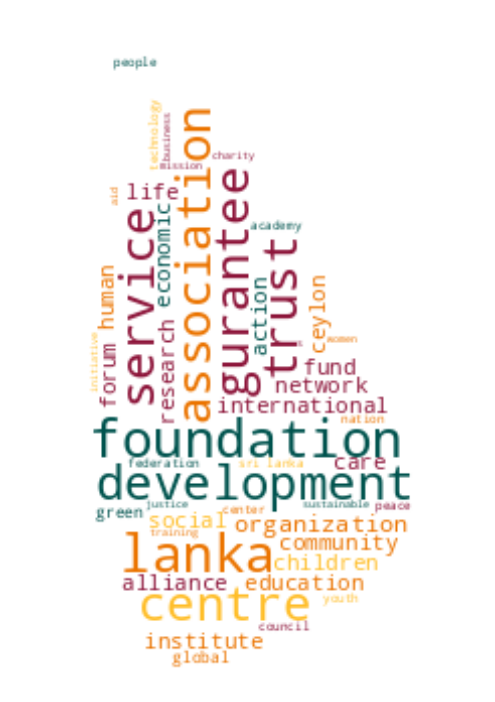 people
technology
business
association
charity
mission
aid
life
service
economic
gurantee
academy
trust
human
action
ceylon
initiative
forum
research
women
fund
network
international
nation
foundation
federation
sri lanka
care
development
green
justice
center
sustainable
peace
social
organization
training
lanka
community
children
alliance
education
centre
youth
council
institute
global